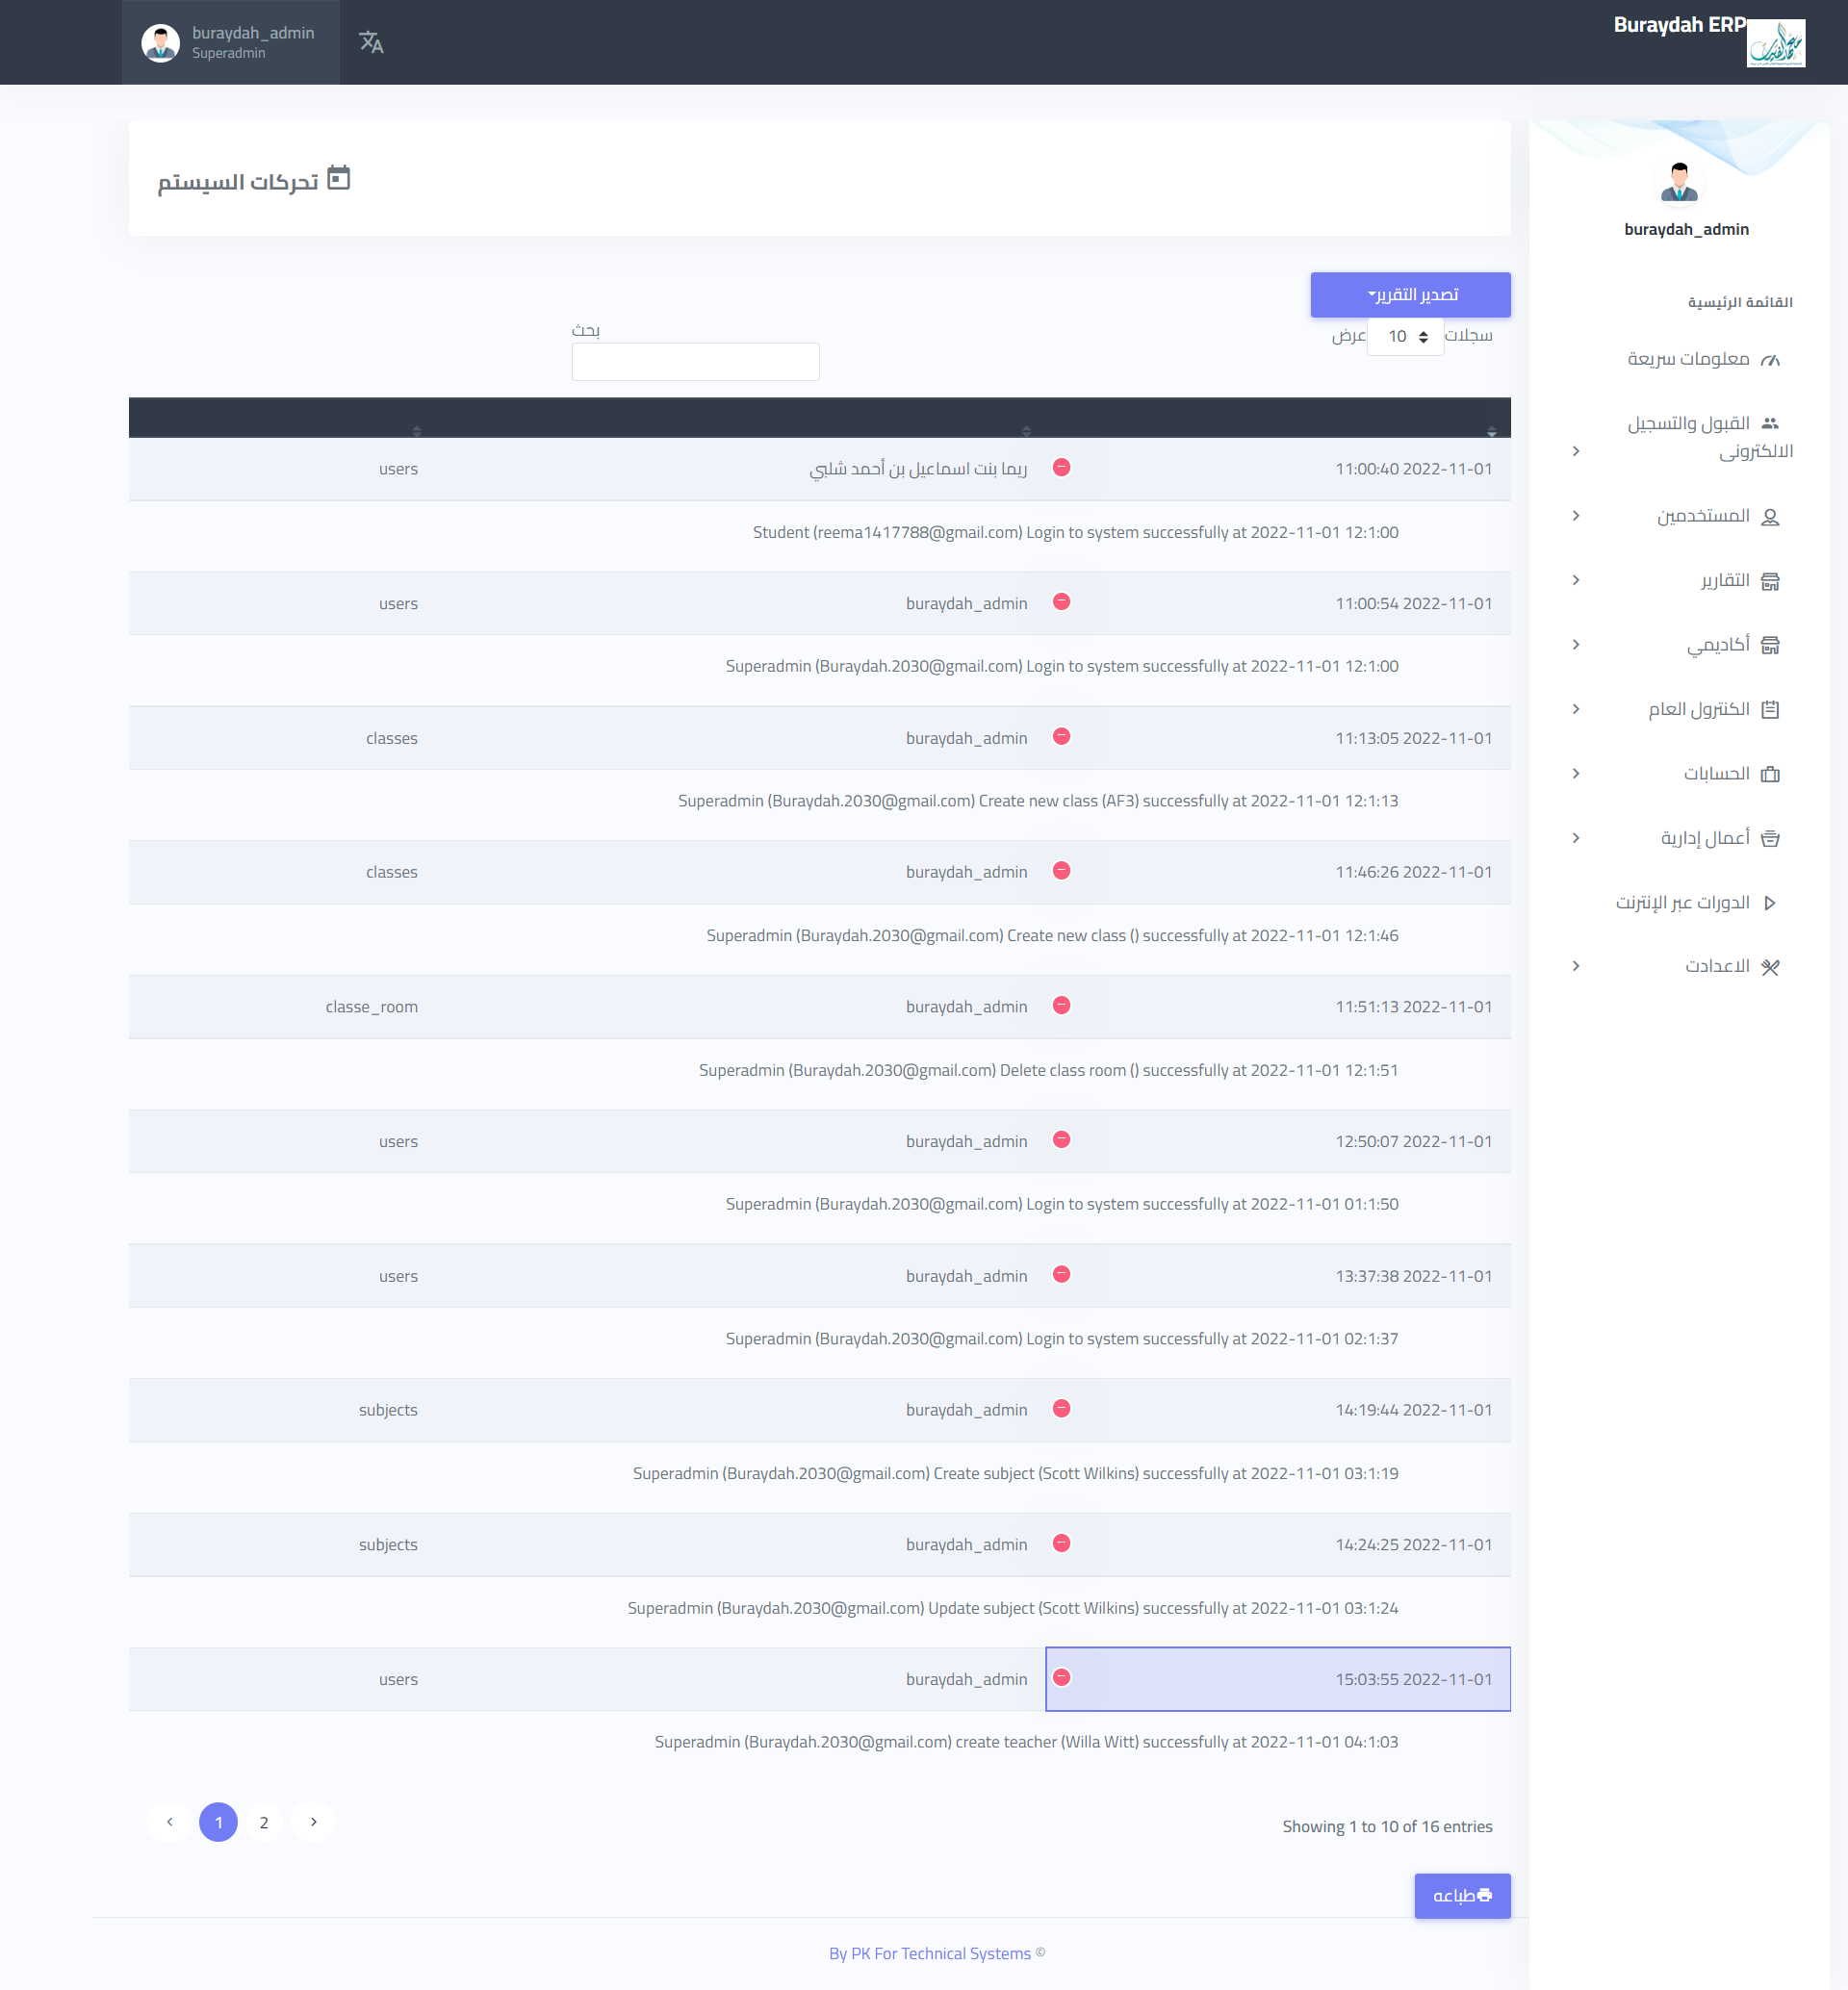 Buraydah ERP
buraydah_admin
Superadmin
buraydah_admin
القائمة الرئيسية
معلومات سريعة
القبول والتسجيل
الالكترونى
المستخدمين
التقارير
أكاديمي
الكنترول العام
الحسابات
أعمال إدارية
الدورات عبر الإنترنت
الاعدادت
تحركات السيستم
تصدير التقرير
سجلات 10 عرض
بحث
11:00:40 2022-11-01 ريما بنت اسماعيل بن أحمد شلبي users
Student (reema1417788@gmail.com) Login to system successfully at 2022-11-01 12:1:00
11:00:54 2022-11-01 buraydah_admin users
Superadmin (Buraydah.2030@gmail.com) Login to system successfully at 2022-11-01 12:1:00
11:13:05 2022-11-01 buraydah_admin classes
Superadmin (Buraydah.2030@gmail.com) Create new class (AF3) successfully at 2022-11-01 12:1:13
11:46:26 2022-11-01 buraydah_admin classes
Superadmin (Buraydah.2030@gmail.com) Create new class () successfully at 2022-11-01 12:1:46
11:51:13 2022-11-01 buraydah_admin classe_room
Superadmin (Buraydah.2030@gmail.com) Delete class room () successfully at 2022-11-01 12:1:51
12:50:07 2022-11-01 buraydah_admin users
Superadmin (Buraydah.2030@gmail.com) Login to system successfully at 2022-11-01 01:1:50
13:37:38 2022-11-01 buraydah_admin users
Superadmin (Buraydah.2030@gmail.com) Login to system successfully at 2022-11-01 02:1:37
14:19:44 2022-11-01 buraydah_admin subjects
Superadmin (Buraydah.2030@gmail.com) Create subject (Scott Wilkins) successfully at 2022-11-01 03:1:19
14:24:25 2022-11-01 buraydah_admin subjects
Superadmin (Buraydah.2030@gmail.com) Update subject (Scott Wilkins) successfully at 2022-11-01 03:1:24
15:03:55 2022-11-01 buraydah_admin users
Superadmin (Buraydah.2030@gmail.com) create teacher (Willa Witt) successfully at 2022-11-01 04:1:03
Showing 1 to 10 of 16 entries
‹ 1 2 ›
طباعه
By PK For Technical Systems ©